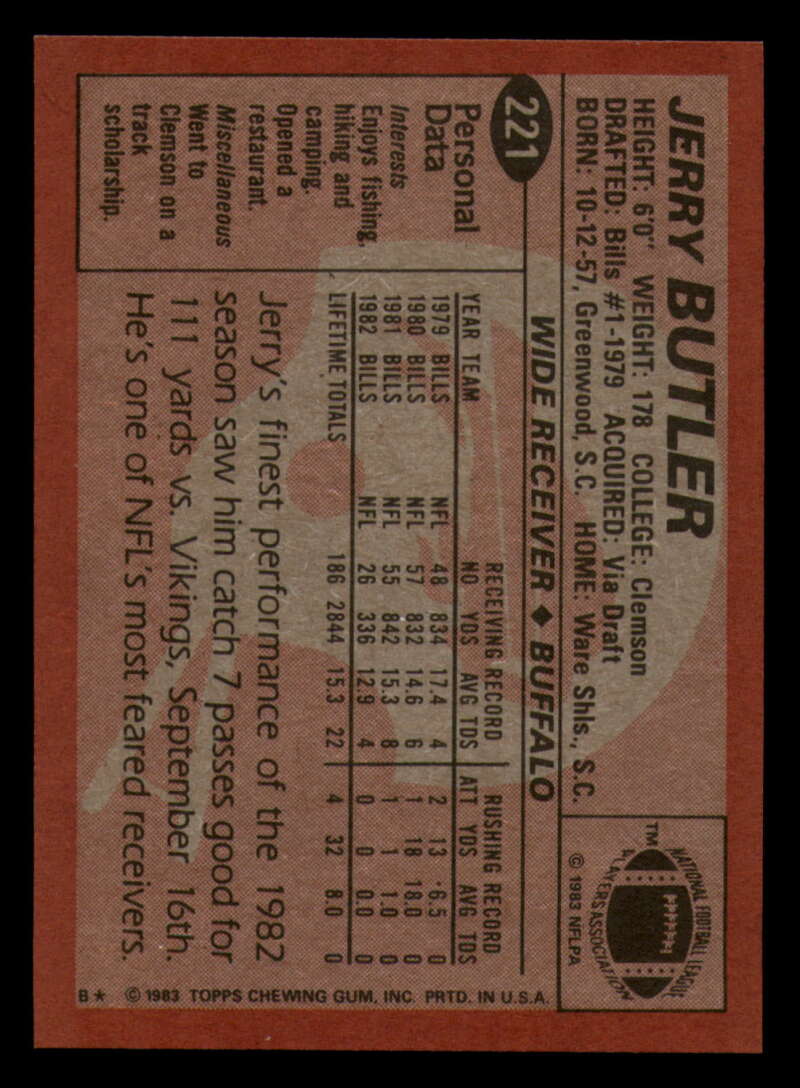 JERRY BUTLER
HEIGHT: 6'0" WEIGHT: 178 COLLEGE: Clemson
DRAFTED: Bills #1-1979 ACQUIRED: Via Draft
BORN: 10-12-57, Greenwood, S.C. HOME: Ware Shls., S.C.
NATIONAL FOOTBALL LEAGUE
PLAYERS ASSOCIATION
TM
© 1983 NFLPA
221
WIDE RECEIVER ◆ BUFFALO
Personal
Data
Interests
Enjoys fishing,
hiking and
camping.
Opened a
restaurant.
Miscellaneous
Went to
Clemson on a
track
scholarship.
RECEIVING RECORD RUSHING RECORD
YEAR TEAM NO YDS AVG TDS ATT YDS AVG TDS
1979 BILLS NFL 48 834 17.4 4 2 13 6.5 0
1980 BILLS NFL 57 832 14.6 6 1 18 18.0 0
1981 BILLS NFL 55 842 15.3 8 1 1 1.0 0
1982 BILLS NFL 26 336 12.9 4 0 0 0.0 0
LIFETIME TOTALS 186 2844 15.3 22 4 32 8.0 0
Jerry's finest performance of the 1982
season saw him catch 7 passes good for
111 yards vs. Vikings, September 16th.
He's one of NFL's most feared receivers.
B* © 1983 TOPPS CHEWING GUM, INC. PRTD. IN U.S.A.